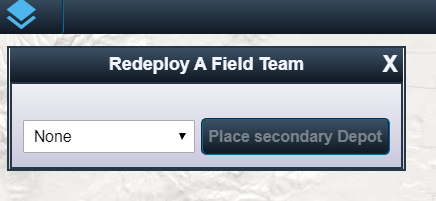 Redeploy A Field Team X
None Place secondary Depot